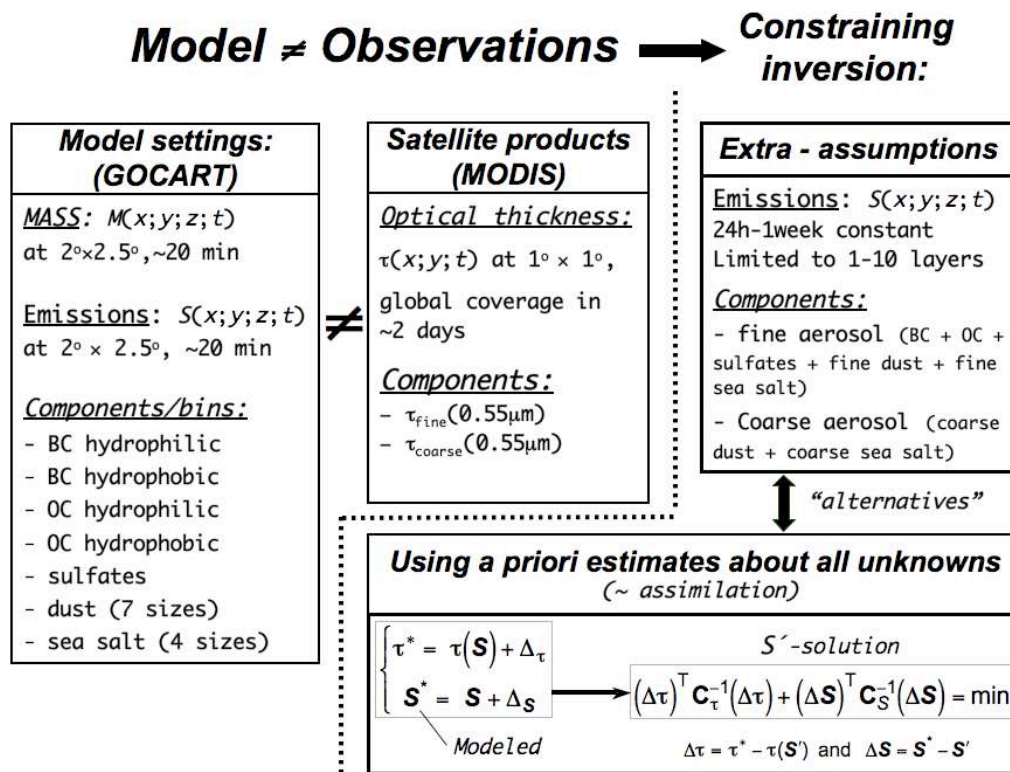 Model ≠ Observations
Constraining
inversion:
Model settings:
(GOCART)
MASS: M(x;y;z;t)
at 2°×2.5°,~20 min
Emissions: S(x;y;z;t)
at 2° × 2.5°, ~20 min
Components/bins:
- BC hydrophilic
- BC hydrophobic
- OC hydrophilic
- OC hydrophobic
- sulfates
- dust (7 sizes)
- sea salt (4 sizes)
≠
Satellite products
(MODIS)
Optical thickness:
τ(x;y;t) at 1° × 1°,
global coverage in
~2 days
Components:
– τfine(0.55μm)
– τcoarse(0.55μm)
Extra - assumptions
Emissions: S(x;y;z;t)
24h-1week constant
Limited to 1-10 layers
Components:
- fine aerosol (BC + OC +
sulfates + fine dust + fine
sea salt)
- Coarse aerosol (coarse
dust + coarse sea salt)
“alternatives”
Using a priori estimates about all unknowns
(~ assimilation)
τ* = τ(S) + Δτ
S* = S + ΔS
Modeled
S´-solution
(Δτ)ᵀ Cτ⁻¹(Δτ) + (ΔS)ᵀ CS⁻¹(ΔS) = min
Δτ = τ* – τ(S′) and ΔS = S* – S′